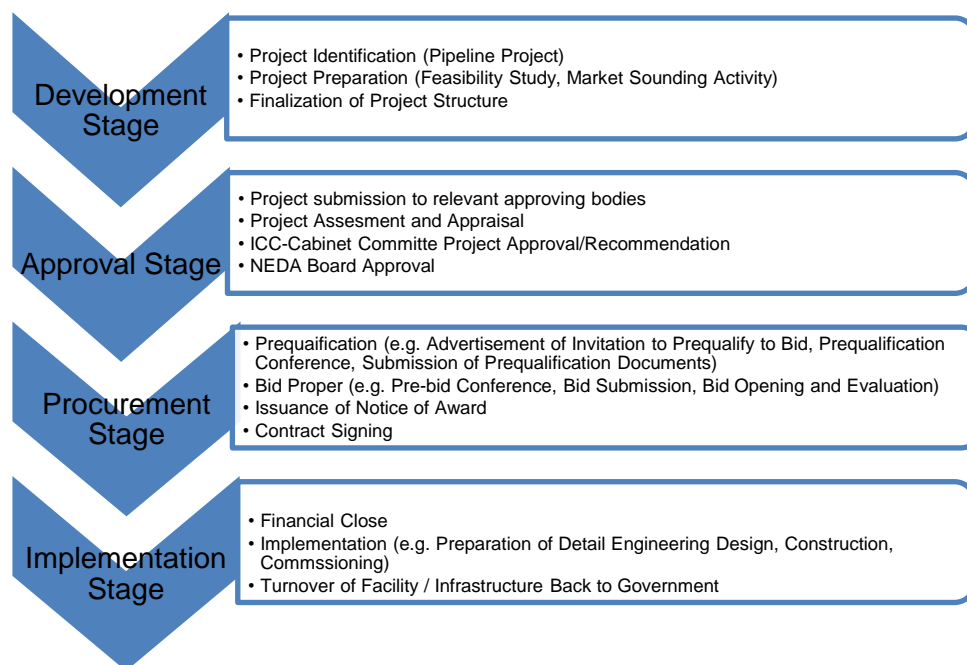 Development
Stage
• Project Identification (Pipeline Project)
• Project Preparation (Feasibility Study, Market Sounding Activity)
• Finalization of Project Structure
Approval Stage
• Project submission to relevant approving bodies
• Project Assesment and Appraisal
• ICC-Cabinet Committe Project Approval/Recommendation
• NEDA Board Approval
Procurement
Stage
• Prequaification (e.g. Advertisement of Invitation to Prequalify to Bid, Prequalification
Conference, Submission of Prequalification Documents)
• Bid Proper (e.g. Pre-bid Conference, Bid Submission, Bid Opening and Evaluation)
• Issuance of Notice of Award
• Contract Signing
Implementation
Stage
• Financial Close
• Implementation (e.g. Preparation of Detail Engineering Design, Construction,
Commssioning)
• Turnover of Facility / Infrastructure Back to Government